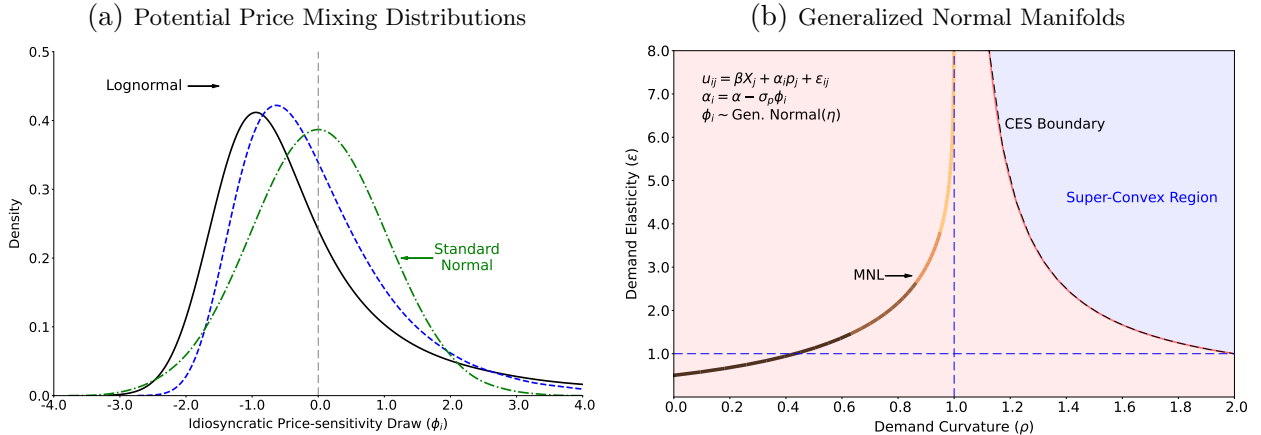 (a) Potential Price Mixing Distributions
0.5
0.4
0.3
0.2
0.1
0.0
Density
Lognormal
Standard
Normal
-4.0 -3.0 -2.0 -1.0 0.0 1.0 2.0 3.0 4.0
Idiosyncratic Price-sensitivity Draw (ϕᵢ)
(b) Generalized Normal Manifolds
8.0
7.0
6.0
5.0
4.0
3.0
2.0
1.0
Demand Elasticity (ε)
uᵢⱼ = βXⱼ + αᵢpⱼ + εᵢⱼ
αᵢ = α − σₚϕᵢ
ϕᵢ ~ Gen. Normal(η)
CES Boundary
Super-Convex Region
MNL
0.0 0.2 0.4 0.6 0.8 1.0 1.2 1.4 1.6 1.8 2.0
Demand Curvature (ρ)